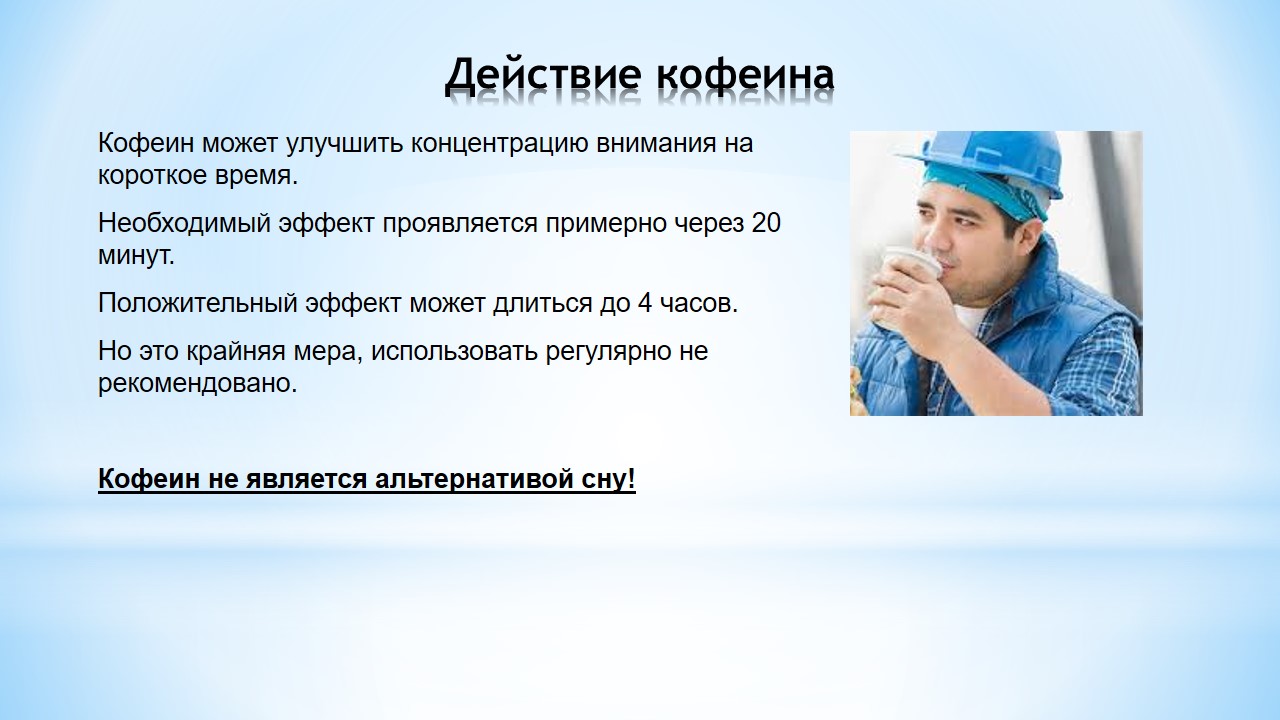 Действие кофеина
Кофеин может улучшить концентрацию внимания на
короткое время.
Необходимый эффект проявляется примерно через 20
минут.
Положительный эффект может длиться до 4 часов.
Но это крайняя мера, использовать регулярно не
рекомендовано.
Кофеин не является альтернативой сну!